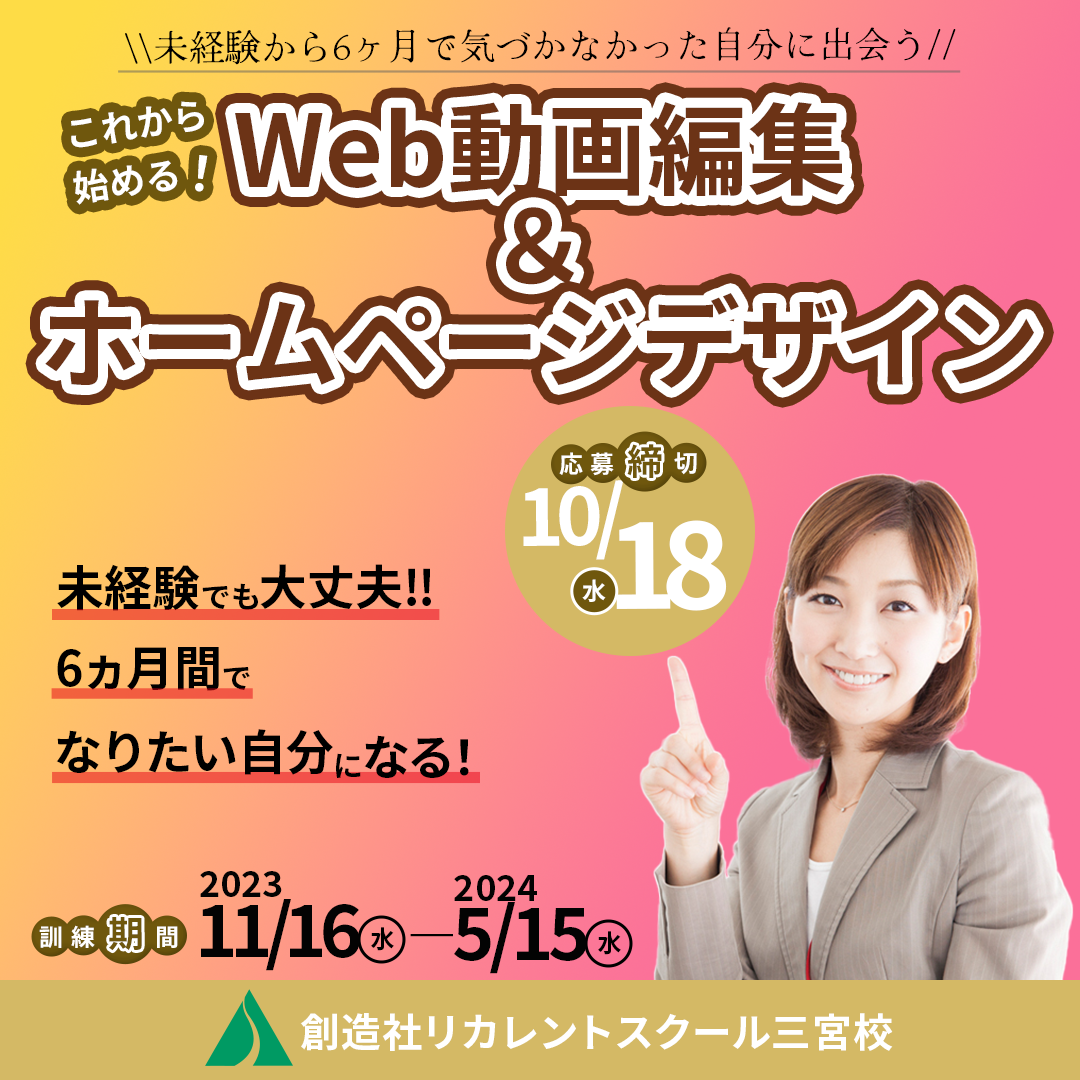 \\未経験から6ヶ月で気づかなかった自分に出会う//
これから
始める！
Web動画編集
&
ホームページデザイン
応募締切
10/18
水
未経験でも大丈夫!!
6ヵ月間で
なりたい自分になる！
訓練期間
2023
11/16水
—
2024
5/15水
創造社リカレントスクール三宮校